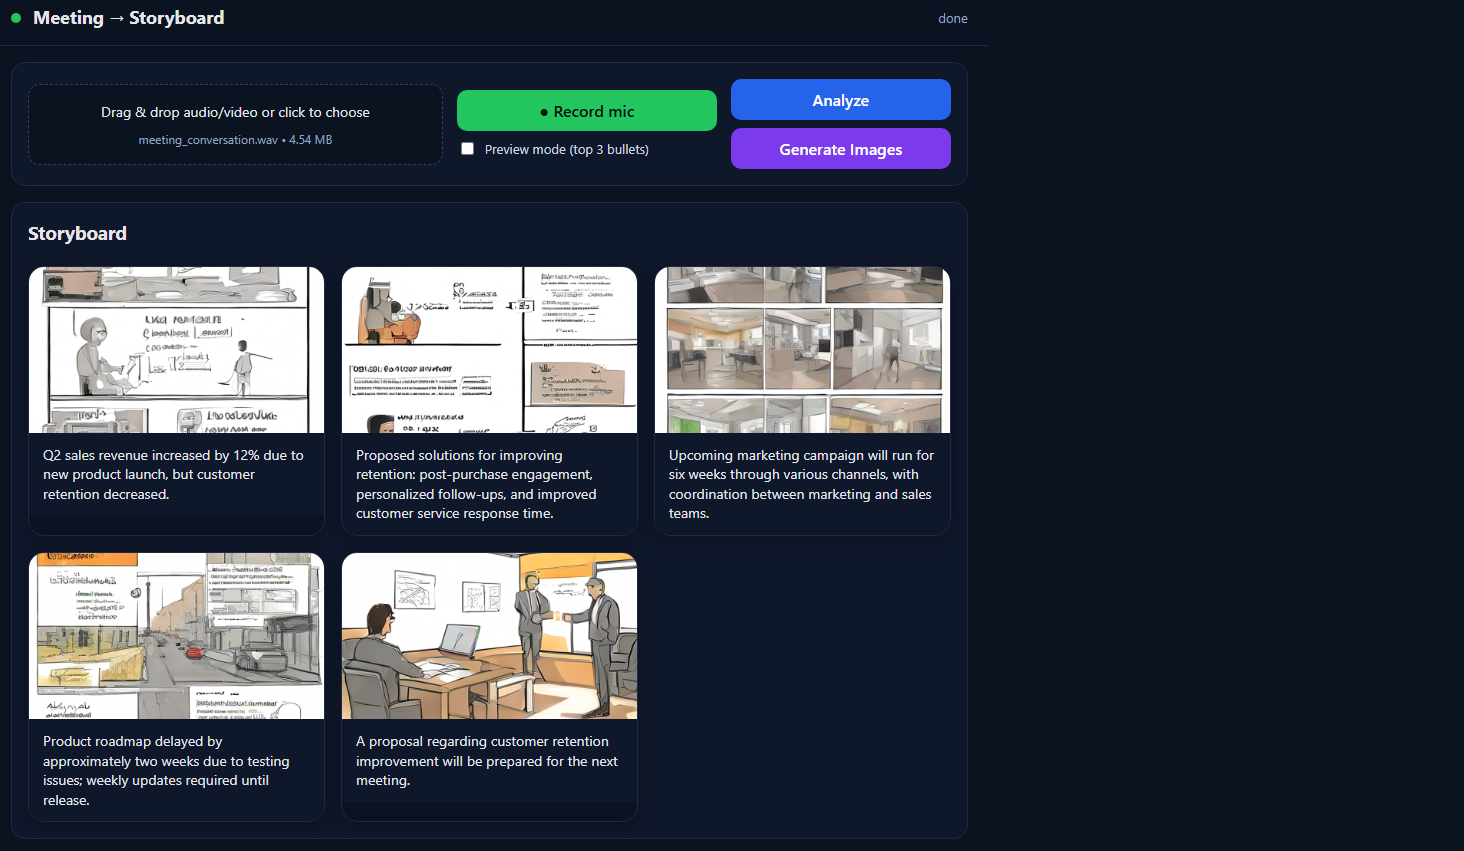 Meeting → Storyboard
done
Drag & drop audio/video or click to choose
meeting_conversation.wav • 4.54 MB
● Record mic
Preview mode (top 3 bullets)
Analyze
Generate Images
Storyboard
Q2 sales revenue increased by 12% due to
new product launch, but customer
retention decreased.
Proposed solutions for improving
retention: post-purchase engagement,
personalized follow-ups, and improved
customer service response time.
Upcoming marketing campaign will run for
six weeks through various channels, with
coordination between marketing and sales
teams.
Product roadmap delayed by
approximately two weeks due to testing
issues; weekly updates required until
release.
A proposal regarding customer retention
improvement will be prepared for the next
meeting.